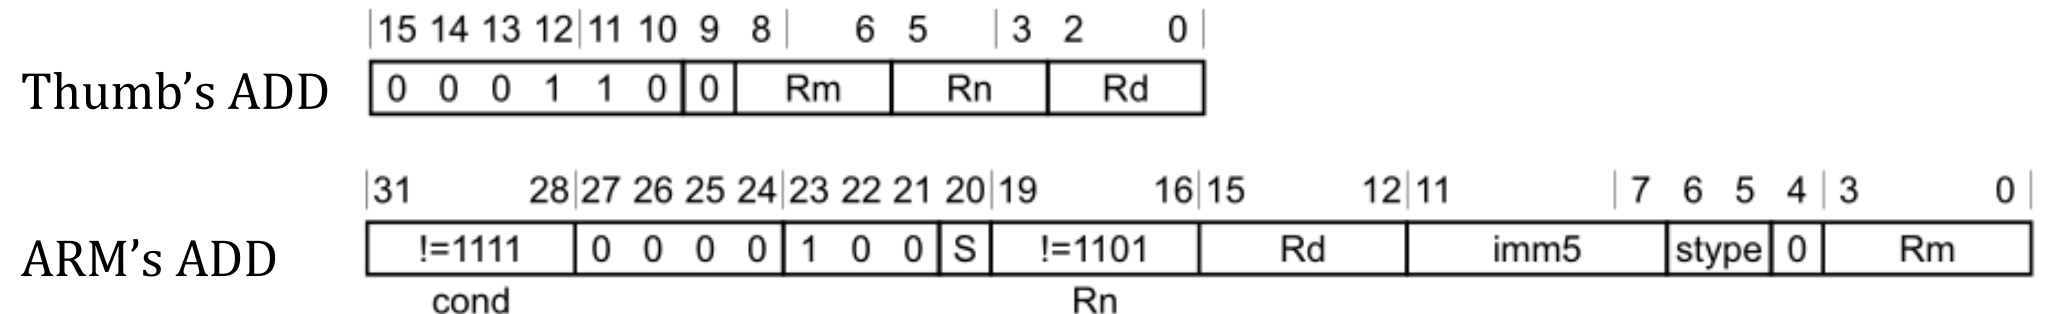 15 14 13 12 11 10 9 8 6 5 3 2 0
Thumb's ADD 0 0 0 1 1 0 0 Rm Rn Rd
31 28 27 26 25 24 23 22 21 20 19 16 15 12 11 7 6 5 4 3 0
ARM's ADD !=1111 0 0 0 0 1 0 0 S !=1101 Rd imm5 stype 0 Rm
cond Rn